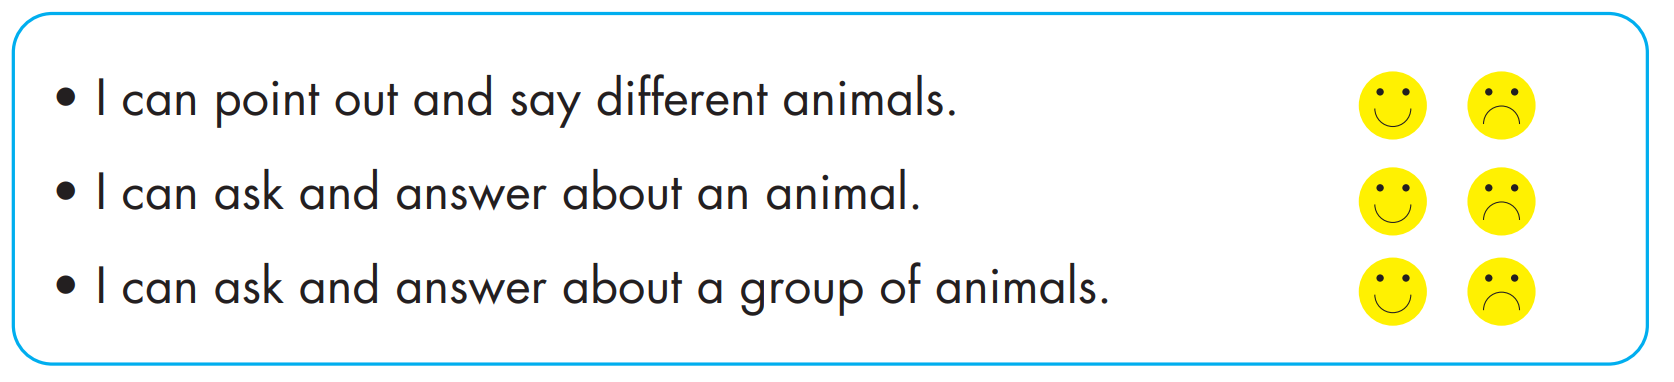 • I can point out and say different animals.
• I can ask and answer about an animal.
• I can ask and answer about a group of animals.